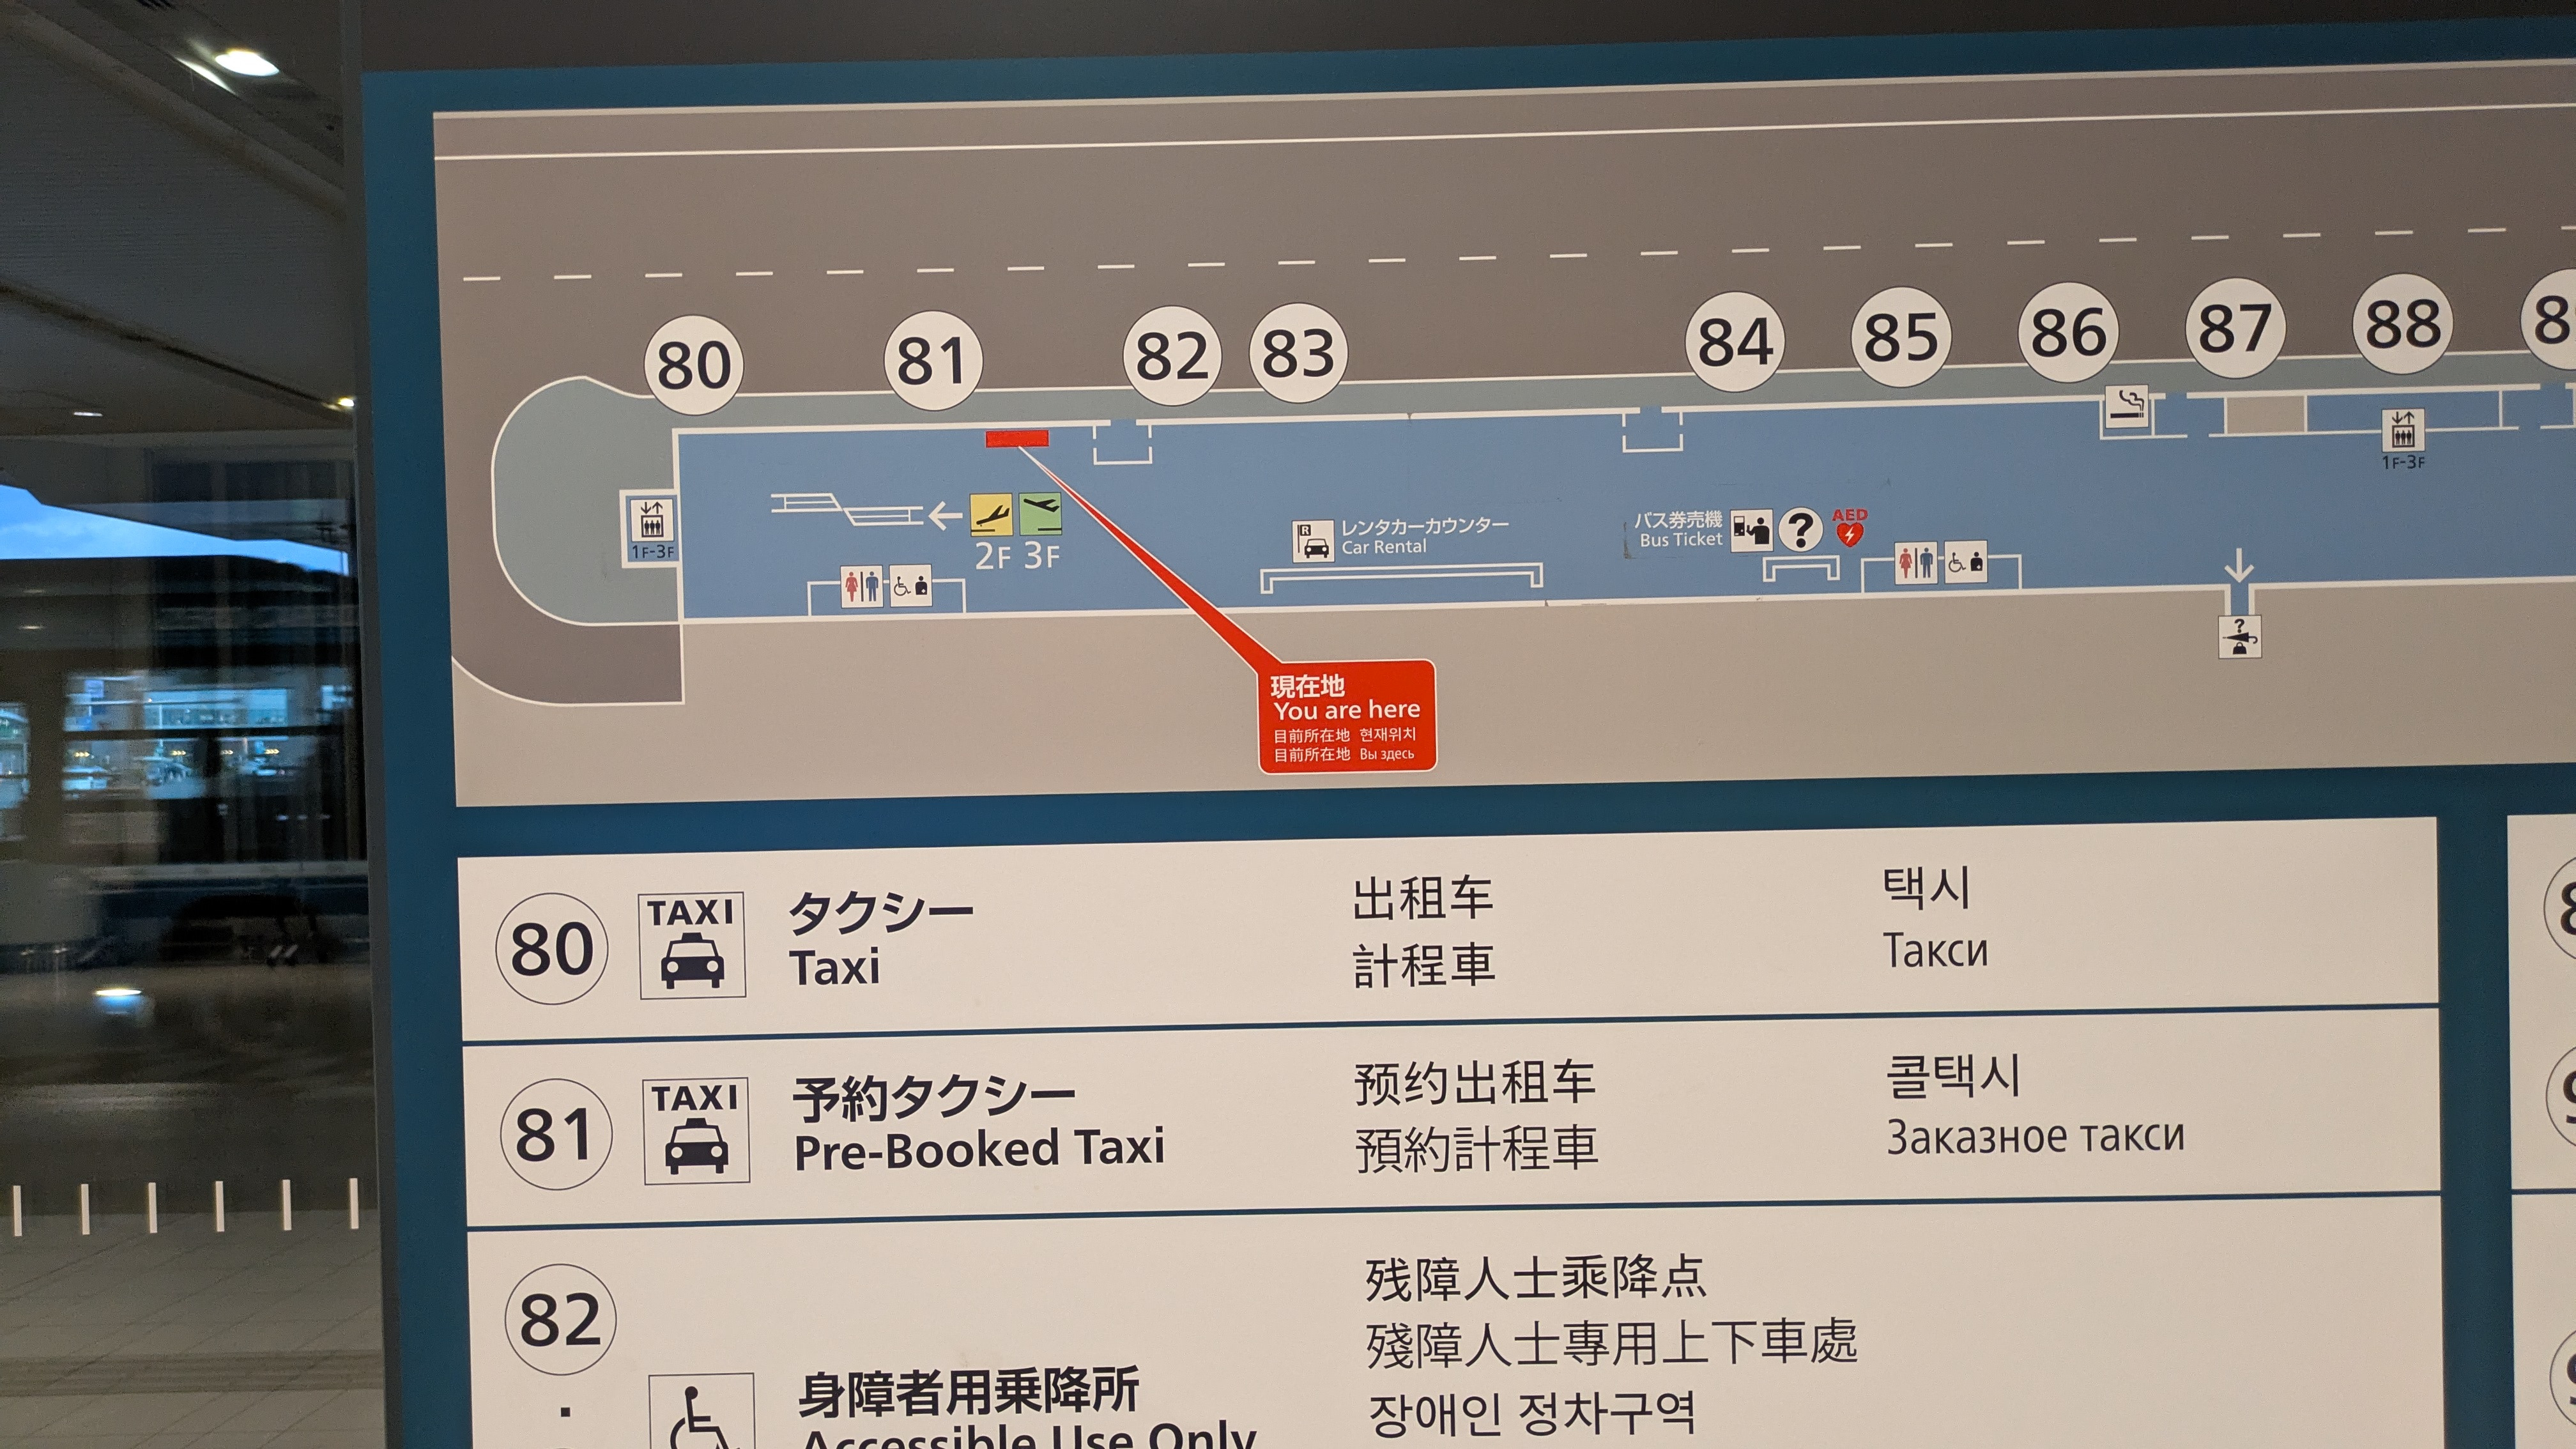 80 81 82 83 84 85 86 87 88
1F-3F
2F 3F
レンタカーカウンター
Car Rental
バス券売機
Bus Ticket
?
AED
1F-3F
?
現在地
You are here
目前所在地 현재위치
目前所在地 Вы здесь
80 TAXI タクシー 出租车 택시
Taxi 計程車 Такси
81 TAXI 予約タクシー 预约出租车 콜택시
Pre-Booked Taxi 預約計程車 Заказное такси
82 残障人士乘降点
殘障人士專用上下車處
身障者用乗降所 장애인 정차구역
Accessible Use Only